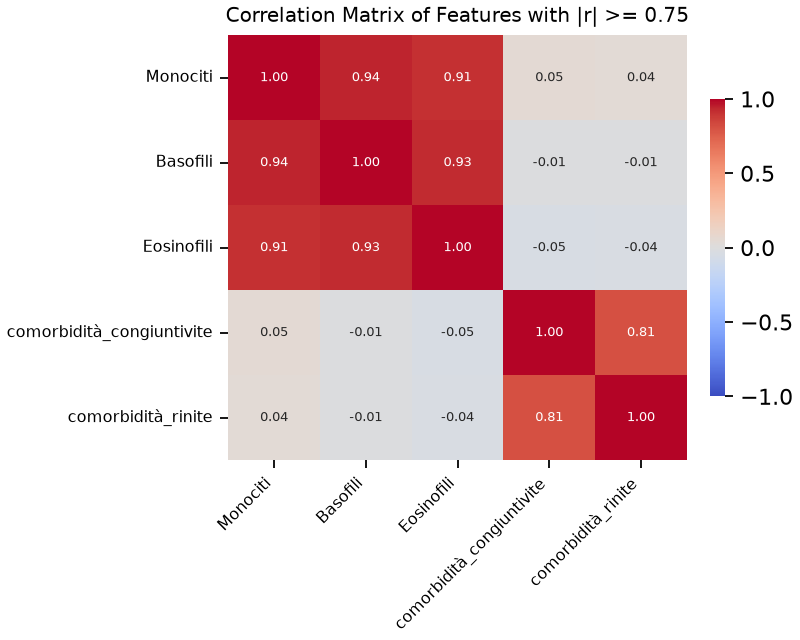 Correlation Matrix of Features with |r| >= 0.75
Monociti 1.00 0.94 0.91 0.05 0.04
Basofili 0.94 1.00 0.93 -0.01 -0.01
Eosinofili 0.91 0.93 1.00 -0.05 -0.04
comorbidità_congiuntivite 0.05 -0.01 -0.05 1.00 0.81
comorbidità_rinite 0.04 -0.01 -0.04 0.81 1.00
Monociti
Basofili
Eosinofili
comorbidità_congiuntivite
comorbidità_rinite
1.0
0.5
0.0
−0.5
−1.0